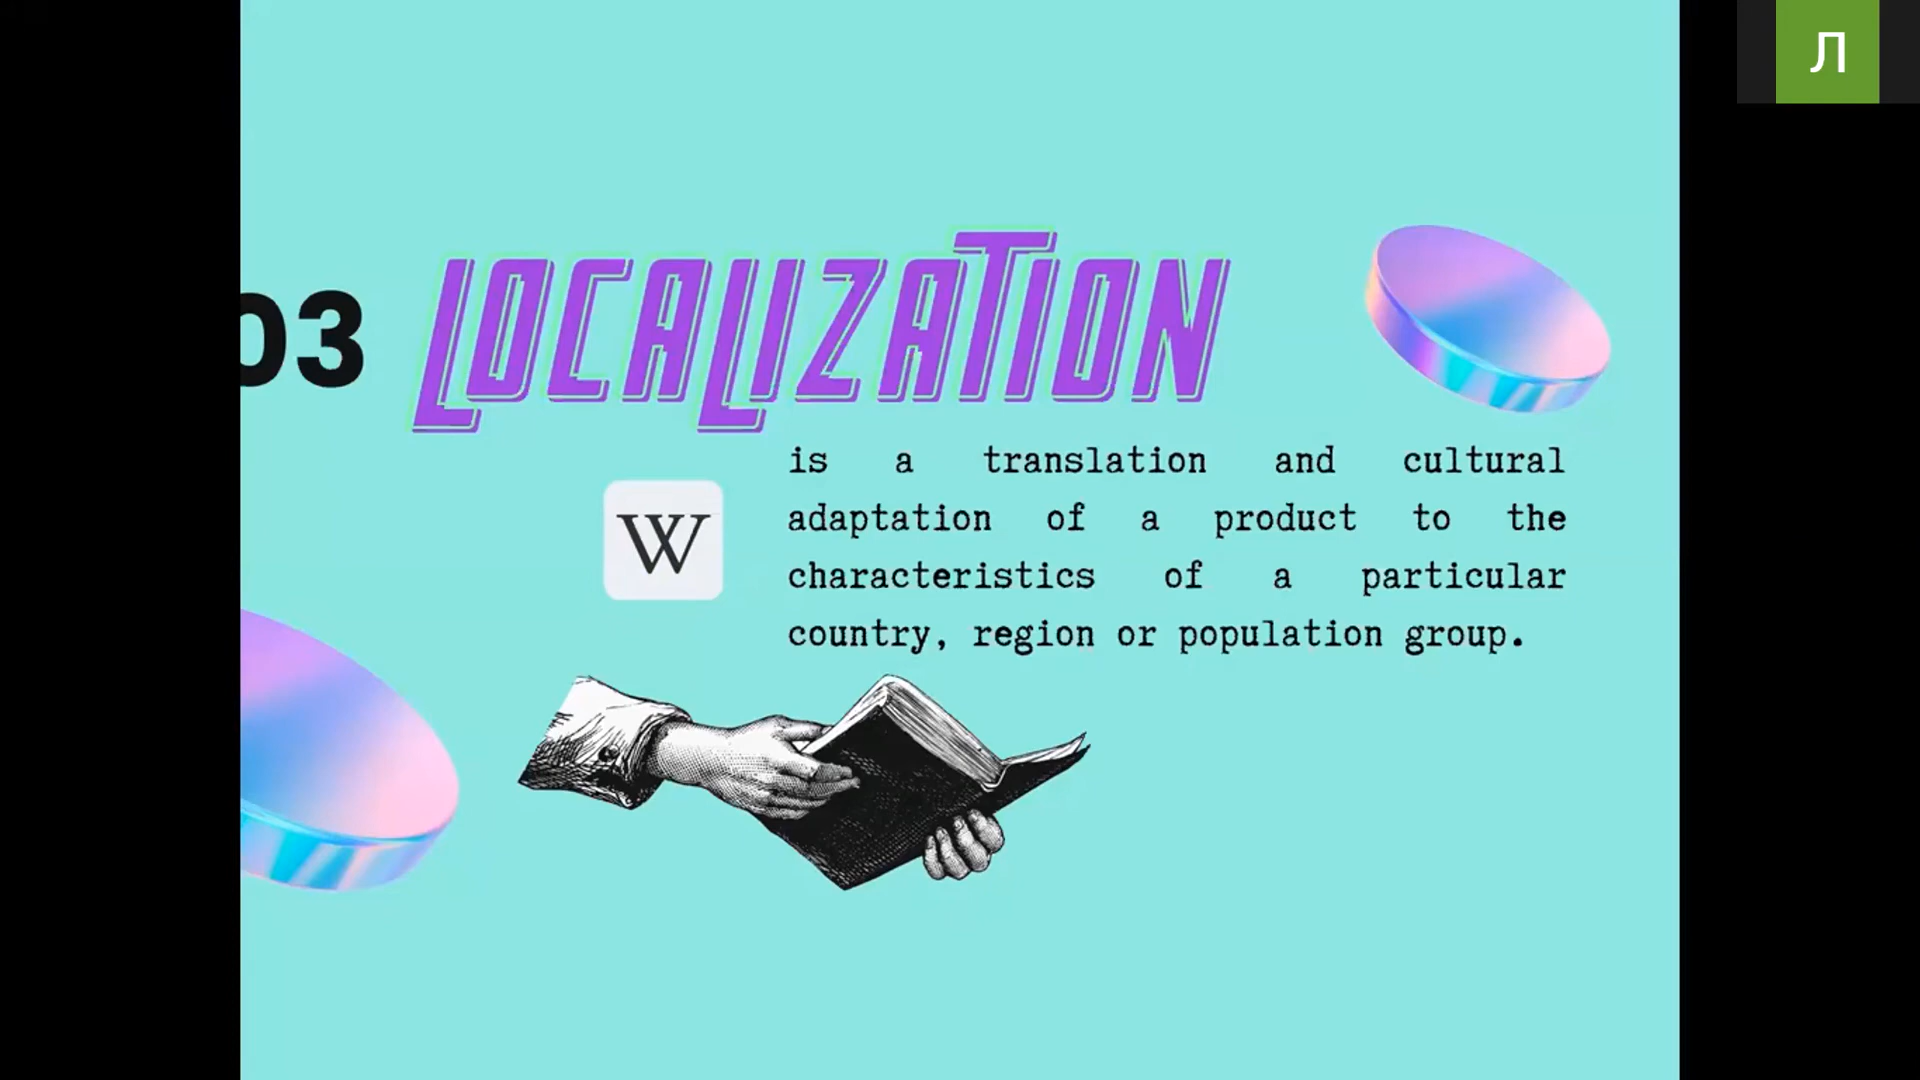 Л
03 LOCALIZATION
is a translation and cultural
adaptation of a product to the
characteristics of a particular
country, region or population group.
W